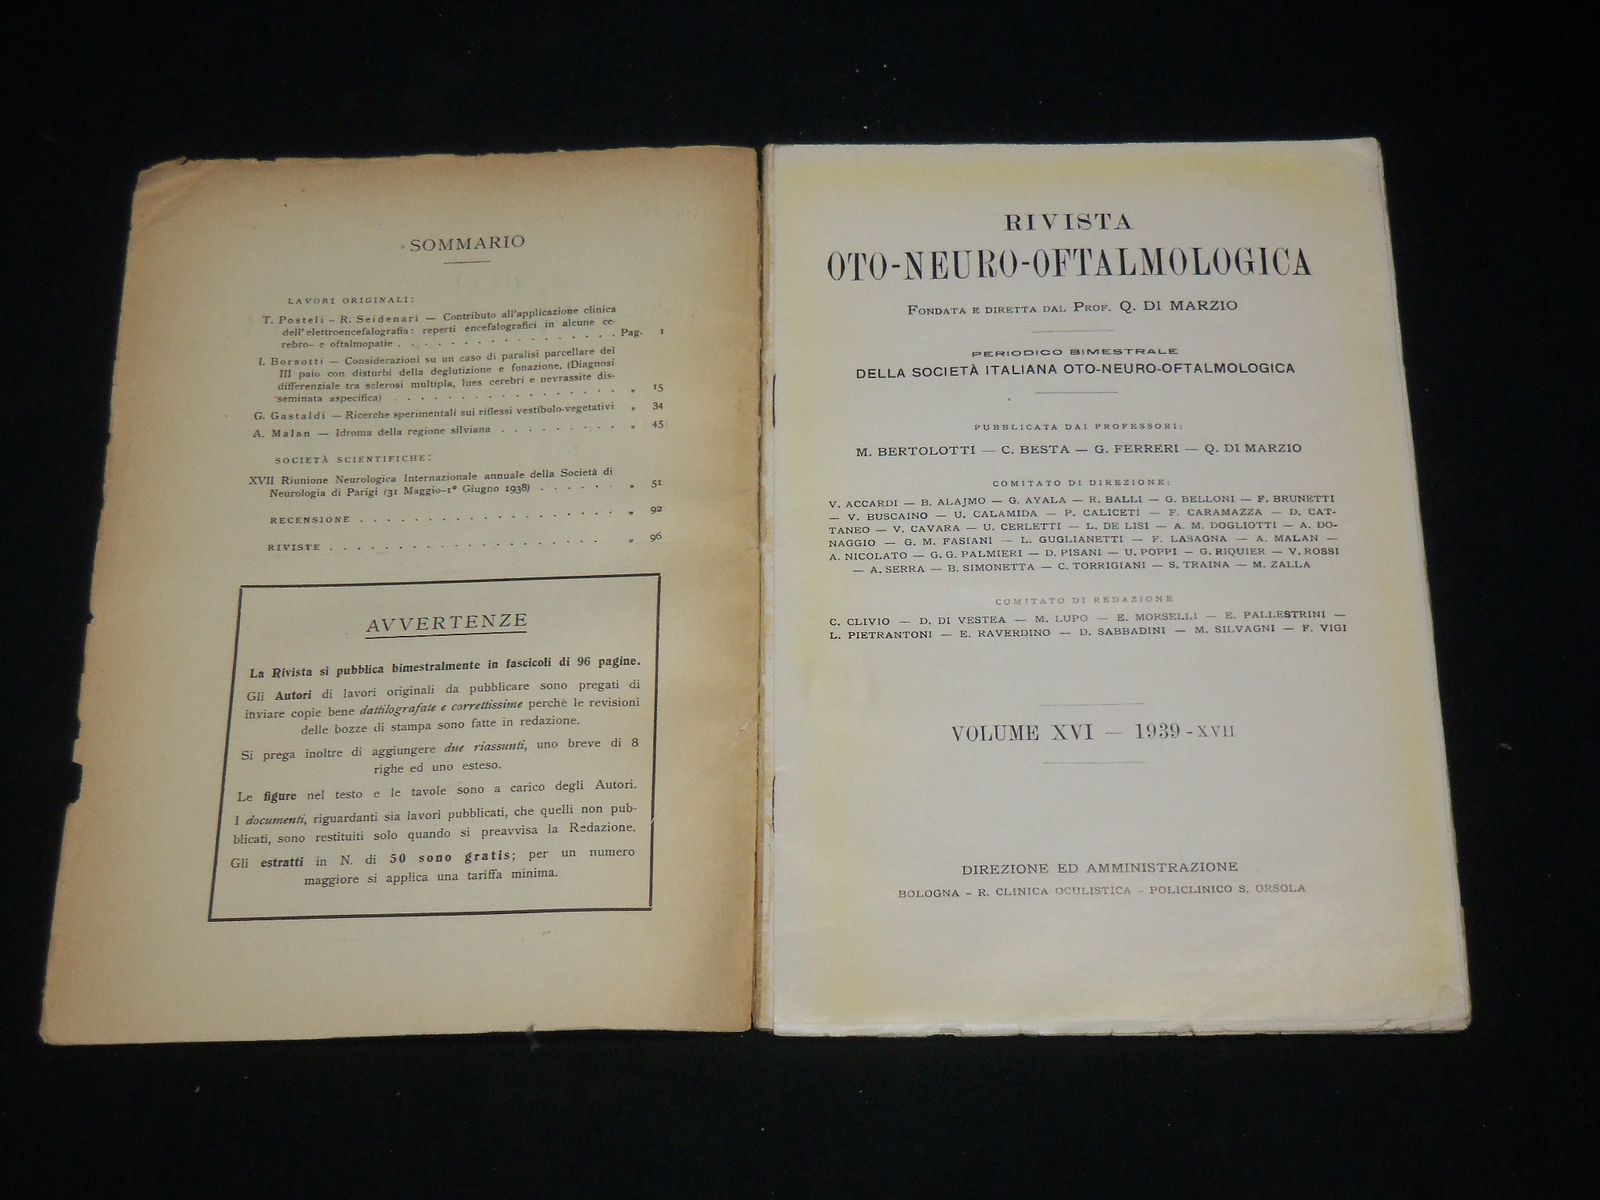 SOMMARIO
LAVORI ORIGINALI:
T. Posteli - R. Seidenari — Contributo all'applicazione clinica
dell'elettroencefalografia: reperti encefalografici in alcune ce-
rebro- e oftalmopatie . . . . . . . . . . . . . . Pag. 1
I. Borsotti — Considerazioni su un caso di paralisi parcellare del
III paio con disturbi della deglutizione e fonazione. (Diagnosi
differenziale tra sclerosi multipla, lues cerebri e nevrassite dis-
seminata aspecifica) . . . . . . . . . . . . . . „ 15
G. Gastaldi — Ricerche sperimentali sui riflessi vestibolo-vegetativi „ 34
A. Malan — Idroma della regione silviana . . . . . . . . . „ 45
SOCIETÀ SCIENTIFICHE:
XVII Riunione Neurologica Internazionale annuale della Società di
Neurologia di Parigi (31 Maggio-1° Giugno 1938) . . . . . . „ 51
RECENSIONE . . . . . . . . . . . . . . . . . . „ 92
RIVISTE . . . . . . . . . . . . . . . . . . . . „ 96
AVVERTENZE
La Rivista si pubblica bimestralmente in fascicoli di 96 pagine.
Gli Autori di lavori originali da pubblicare sono pregati di
inviare copie bene dattilografate e correttissime perchè le revisioni
delle bozze di stampa sono fatte in redazione.
Si prega inoltre di aggiungere due riassunti, uno breve di 8
righe ed uno esteso.
Le figure nel testo e le tavole sono a carico degli Autori.
I documenti, riguardanti sia lavori pubblicati, che quelli non pub-
blicati, sono restituiti solo quando si preavvisa la Redazione.
Gli estratti in N. di 50 sono gratis; per un numero
maggiore si applica una tariffa minima.
RIVISTA
OTO-NEURO-OFTALMOLOGICA
FONDATA E DIRETTA DAL PROF. Q. DI MARZIO
PERIODICO BIMESTRALE
DELLA SOCIETÀ ITALIANA OTO-NEURO-OFTALMOLOGICA
PUBBLICATA DAI PROFESSORI:
M. BERTOLOTTI — C. BESTA — G. FERRERI — Q. DI MARZIO
COMITATO DI DIREZIONE:
V. ACCARDI — B. ALAJMO — G. AYALA — R. BALLI — G. BELLONI — F. BRUNETTI
— V. BUSCAINO — U. CALAMIDA — P. CALICETI — F. CARAMAZZA — D. CAT-
TANEO — V. CAVARA — U. CERLETTI — L. DE LISI — A. M. DOGLIOTTI — A. DO-
NAGGIO — G. M. FASIANI — L. GUGLIANETTI — F. LASAGNA — A. MALAN —
A. NICOLATO — G. G. PALMIERI — D. PISANI — U. POPPI — G. RIQUIER — V. ROSSI
— A. SERRA — B. SIMONETTA — C. TORRIGIANI — S. TRAINA — M. ZALLA
COMITATO DI REDAZIONE
C. CLIVIO — D. DI VESTEA — M. LUPO — E. MORSELLI — E. PALLESTRINI —
L. PIETRANTONI — E. RAVERDINO — D. SABBADINI — M. SILVAGNI — F. VIGI
VOLUME XVI — 1939 - XVII
DIREZIONE ED AMMINISTRAZIONE
BOLOGNA - R. CLINICA OCULISTICA - POLICLINICO S. ORSOLA